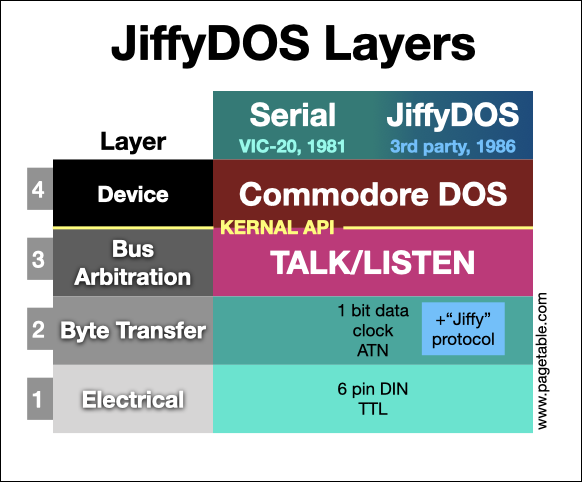 JiffyDOS Layers
Layer
Serial
VIC-20, 1981
JiffyDOS
3rd party, 1986
4
Device
Commodore DOS
KERNAL API
3
Bus
Arbitration
TALK/LISTEN
2
Byte Transfer
1 bit data
clock
ATN
+“Jiffy”
protocol
1
Electrical
6 pin DIN
TTL
www.pagetable.com